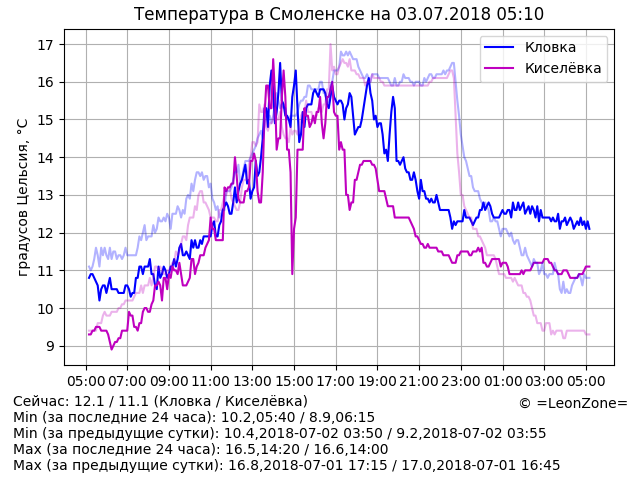 Температура в Смоленске на 03.07.2018 05:10
градусов Цельсия, °C
17
16
15
14
13
12
11
10
9
Кловка
Киселёвка
05:00 07:00 09:00 11:00 13:00 15:00 17:00 19:00 21:00 23:00 01:00 03:00 05:00
Сейчас: 12.1 / 11.1 (Кловка / Киселёвка)
© =LeonZone=
Min (за последние 24 часа): 10.2,05:40 / 8.9,06:15
Min (за предыдущие сутки): 10.4,2018-07-02 03:50 / 9.2,2018-07-02 03:55
Max (за последние 24 часа): 16.5,14:20 / 16.6,14:00
Max (за предыдущие сутки): 16.8,2018-07-01 17:15 / 17.0,2018-07-01 16:45